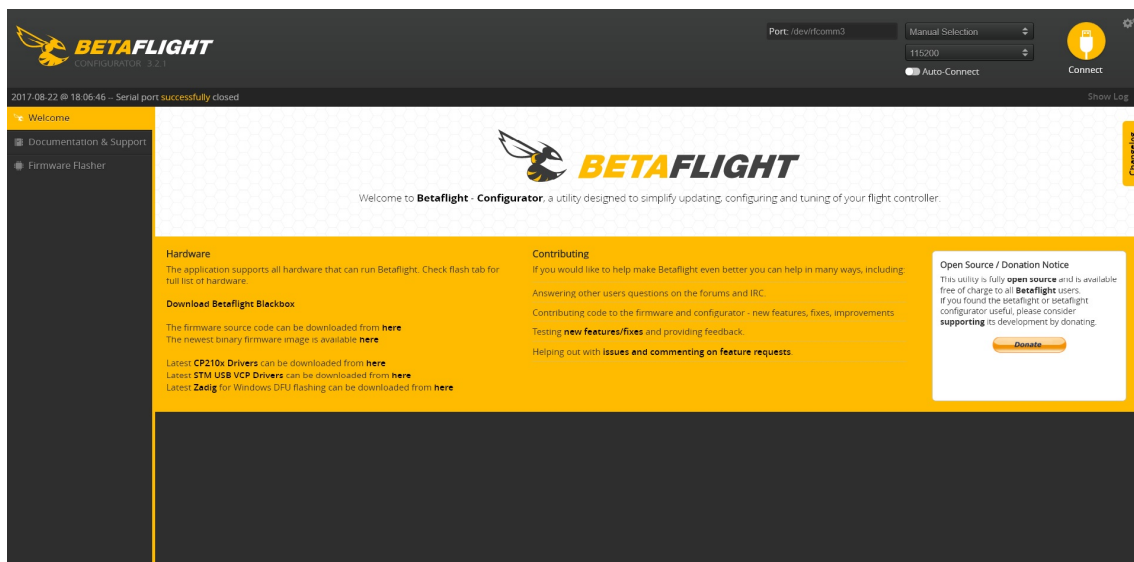 BETAFLIGHT
CONFIGURATOR 3.2.1
Port: /dev/rfcomm3
Manual Selection
115200
Auto-Connect
Connect
2017-08-22 @ 18:06:46 -- Serial port successfully closed
Show Log
Welcome
Documentation & Support
Firmware Flasher
Changelog
BETAFLIGHT
Welcome to Betaflight - Configurator, a utility designed to simplify updating, configuring and tuning of your flight controller.
Hardware
The application supports all hardware that can run Betaflight. Check flash tab for
full list of hardware.
Download Betaflight Blackbox
The firmware source code can be downloaded from here
The newest binary firmware image is available here
Latest CP210x Drivers can be downloaded from here
Latest STM USB VCP Drivers can be downloaded from here
Latest Zadig for Windows DFU flashing can be downloaded from here
Contributing
If you would like to help make Betaflight even better you can help in many ways, including:
Answering other users questions on the forums and IRC.
Contributing code to the firmware and configurator - new features, fixes, improvements
Testing new features/fixes and providing feedback.
Helping out with issues and commenting on feature requests.
Open Source / Donation Notice
This utility is fully open source and is available
free of charge to all Betaflight users.
If you found the Betaflight or Betaflight
configurator useful, please consider
supporting its development by donating.
Donate